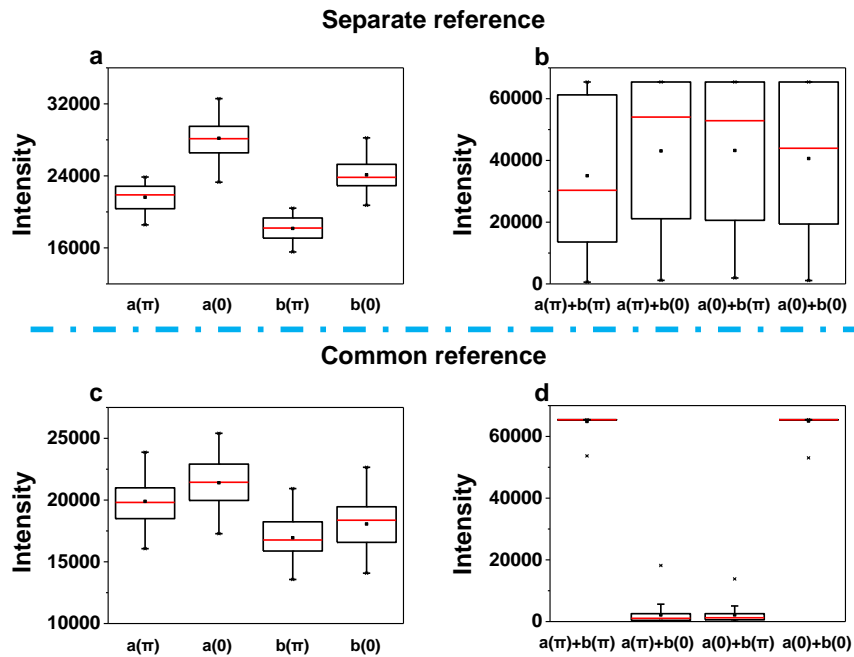 Separate reference
a
Intensity
32000
24000
16000
a(π) a(0) b(π) b(0)
b
Intensity
60000
40000
20000
0
a(π)+b(π) a(π)+b(0) a(0)+b(π) a(0)+b(0)
Common reference
c
Intensity
25000
20000
15000
10000
a(π) a(0) b(π) b(0)
d
Intensity
60000
40000
20000
0
a(π)+b(π) a(π)+b(0) a(0)+b(π) a(0)+b(0)